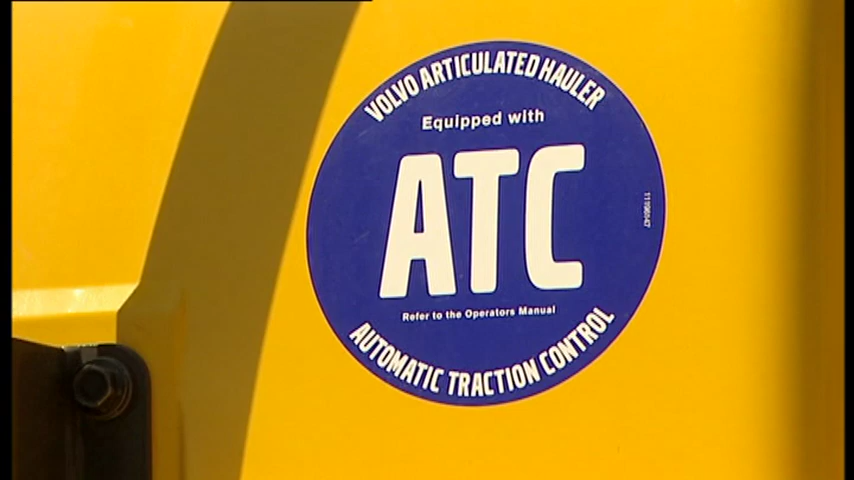 VOLVO ARTICULATED HAULER
Equipped with
ATC
Refer to the Operators Manual
AUTOMATIC TRACTION CONTROL